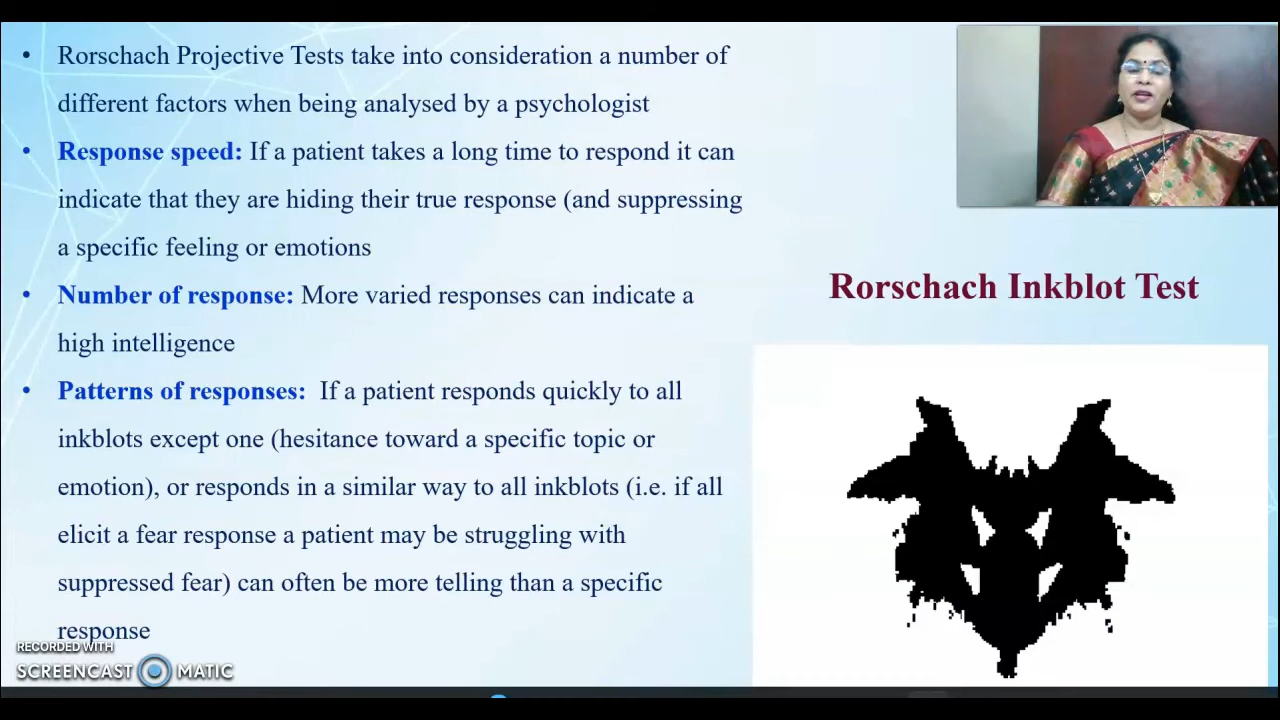 • Rorschach Projective Tests take into consideration a number of
different factors when being analysed by a psychologist
• Response speed: If a patient takes a long time to respond it can
indicate that they are hiding their true response (and suppressing
a specific feeling or emotions
• Number of response: More varied responses can indicate a
high intelligence
• Patterns of responses:  If a patient responds quickly to all
inkblots except one (hesitance toward a specific topic or
emotion), or responds in a similar way to all inkblots (i.e. if all
elicit a fear response a patient may be struggling with
suppressed fear) can often be more telling than a specific
response
Rorschach Inkblot Test
RECORDED WITH
SCREENCAST MATIC